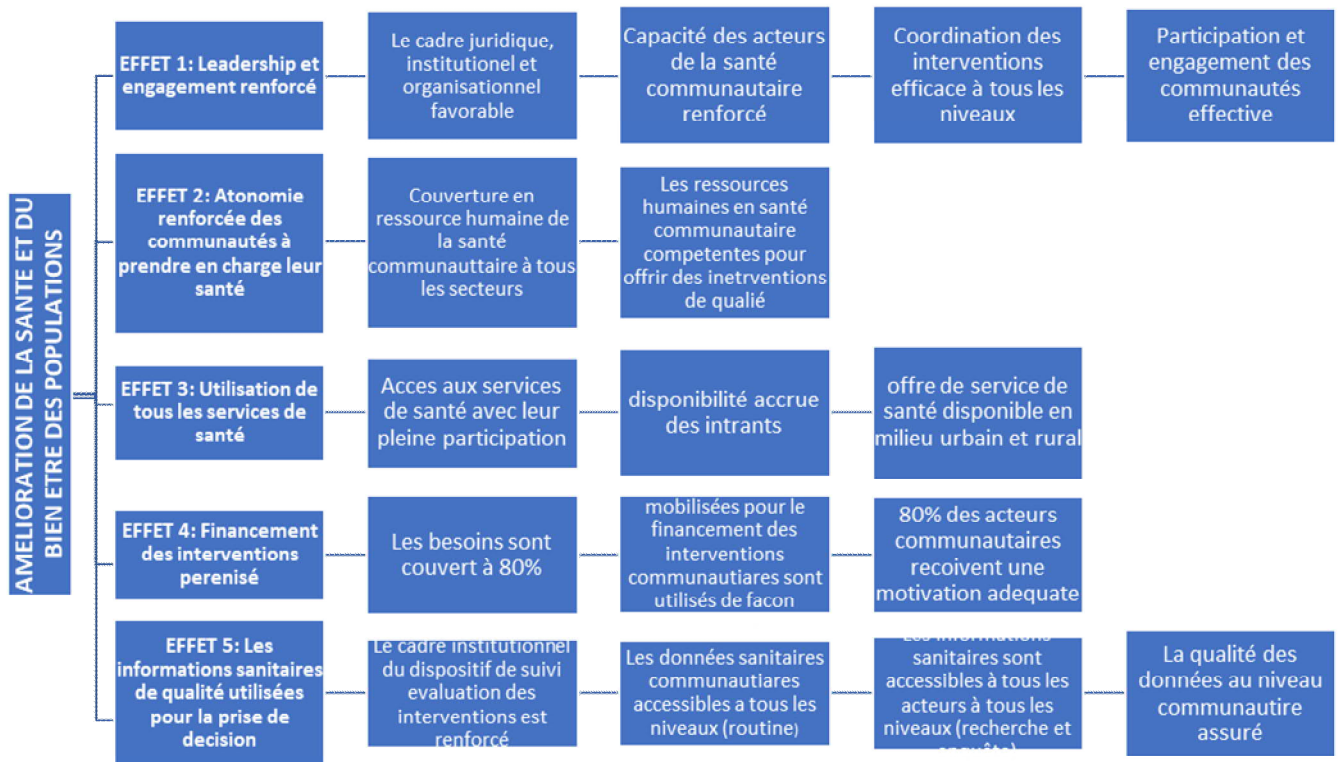 AMELIORATION DE LA SANTE ET DU
BIEN ETRE DES POPULATIONS
EFFET 1: Leadership et
engagement renforcé
Le cadre juridique,
institutionel et
organisationnel
favorable
Capacité des acteurs
de la santé
communautaire
renforcé
Coordination des
interventions
efficace à tous les
niveaux
Participation et
engagement des
communautés
effective
EFFET 2: Atonomie
renforcée des
communautés à
prendre en charge leur
santé
Couverture en
ressource humaine de
la santé
communauttaire à tous
les secteurs
Les ressources
humaines en santé
communautaire
competentes pour
offrir des inetrventions
de qualié
EFFET 3: Utilisation de
tous les services de
santé
Acces aux services
de santé avec leur
pleine participation
disponibilité accrue
des intrants
offre de service de
santé disponible en
milieu urbain et rural
EFFET 4: Financement
des interventions
perenisé
Les besoins sont
couvert à 80%
mobilisées pour le
financement des
interventions
communautiares sont
utilisés de facon
80% des acteurs
communautaires
recoivent une
motivation adequate
EFFET 5: Les
informations sanitaires
de qualité utilisées
pour la prise de
decision
Le cadre institutionnel
du dispositif de suivi
evaluation des
interventions est
renforcé
Les données sanitaires
communautiares
accessibles a tous les
niveaux (routine)
Les informations
sanitaires sont
accessibles à tous les
acteurs à tous les
niveaux (recherche et
enquête)
La qualité des
données au niveau
communautire
assuré